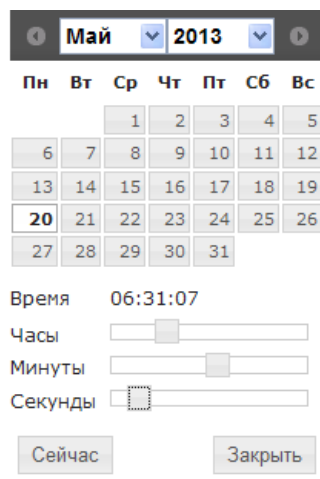 Май 2013
Пн Вт Ср Чт Пт Сб Вс
1 2 3 4 5
6 7 8 9 10 11 12
13 14 15 16 17 18 19
20 21 22 23 24 25 26
27 28 29 30 31
Время 06:31:07
Часы
Минуты
Секунды
Сейчас Закрыть